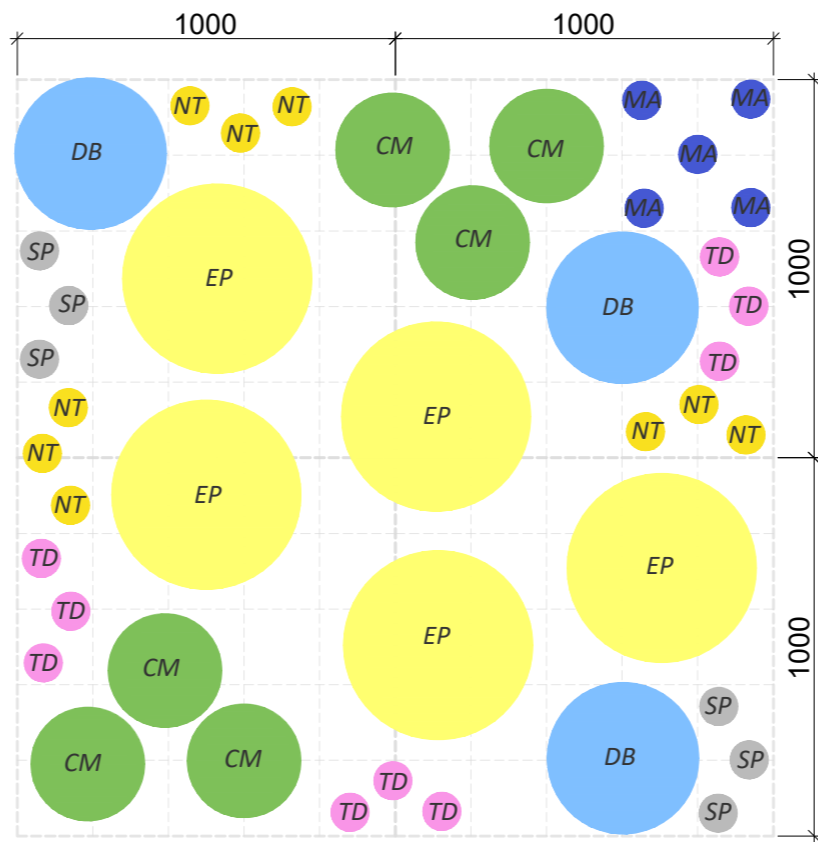 1000 1000
NT NT MA MA
NT
DB CM CM MA
MA MA
SP CM TD
EP
SP DB TD
SP TD
NT EP NT
NT NT NT
EP
NT
TD EP
TD
TD CM EP
SP
CM CM DB SP
TD
TD TD SP
1000
1000